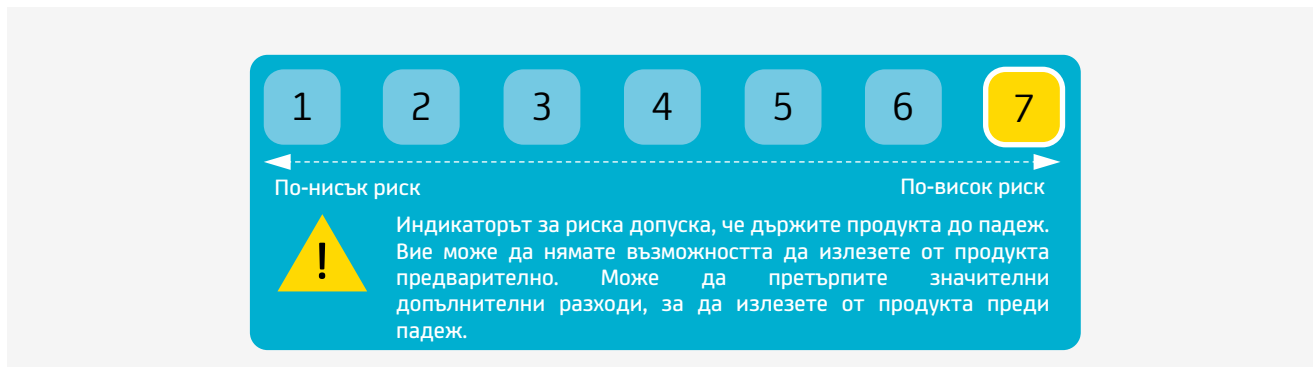 1 2 3 4 5 6 7
По-нисък риск По-висок риск
Индикаторът за риска допуска, че държите продукта до падеж.
! Вие може да нямате възможността да излезете от продукта
предварително. Може да претърпите значителни
допълнителни разходи, за да излезете от продукта преди
падеж.